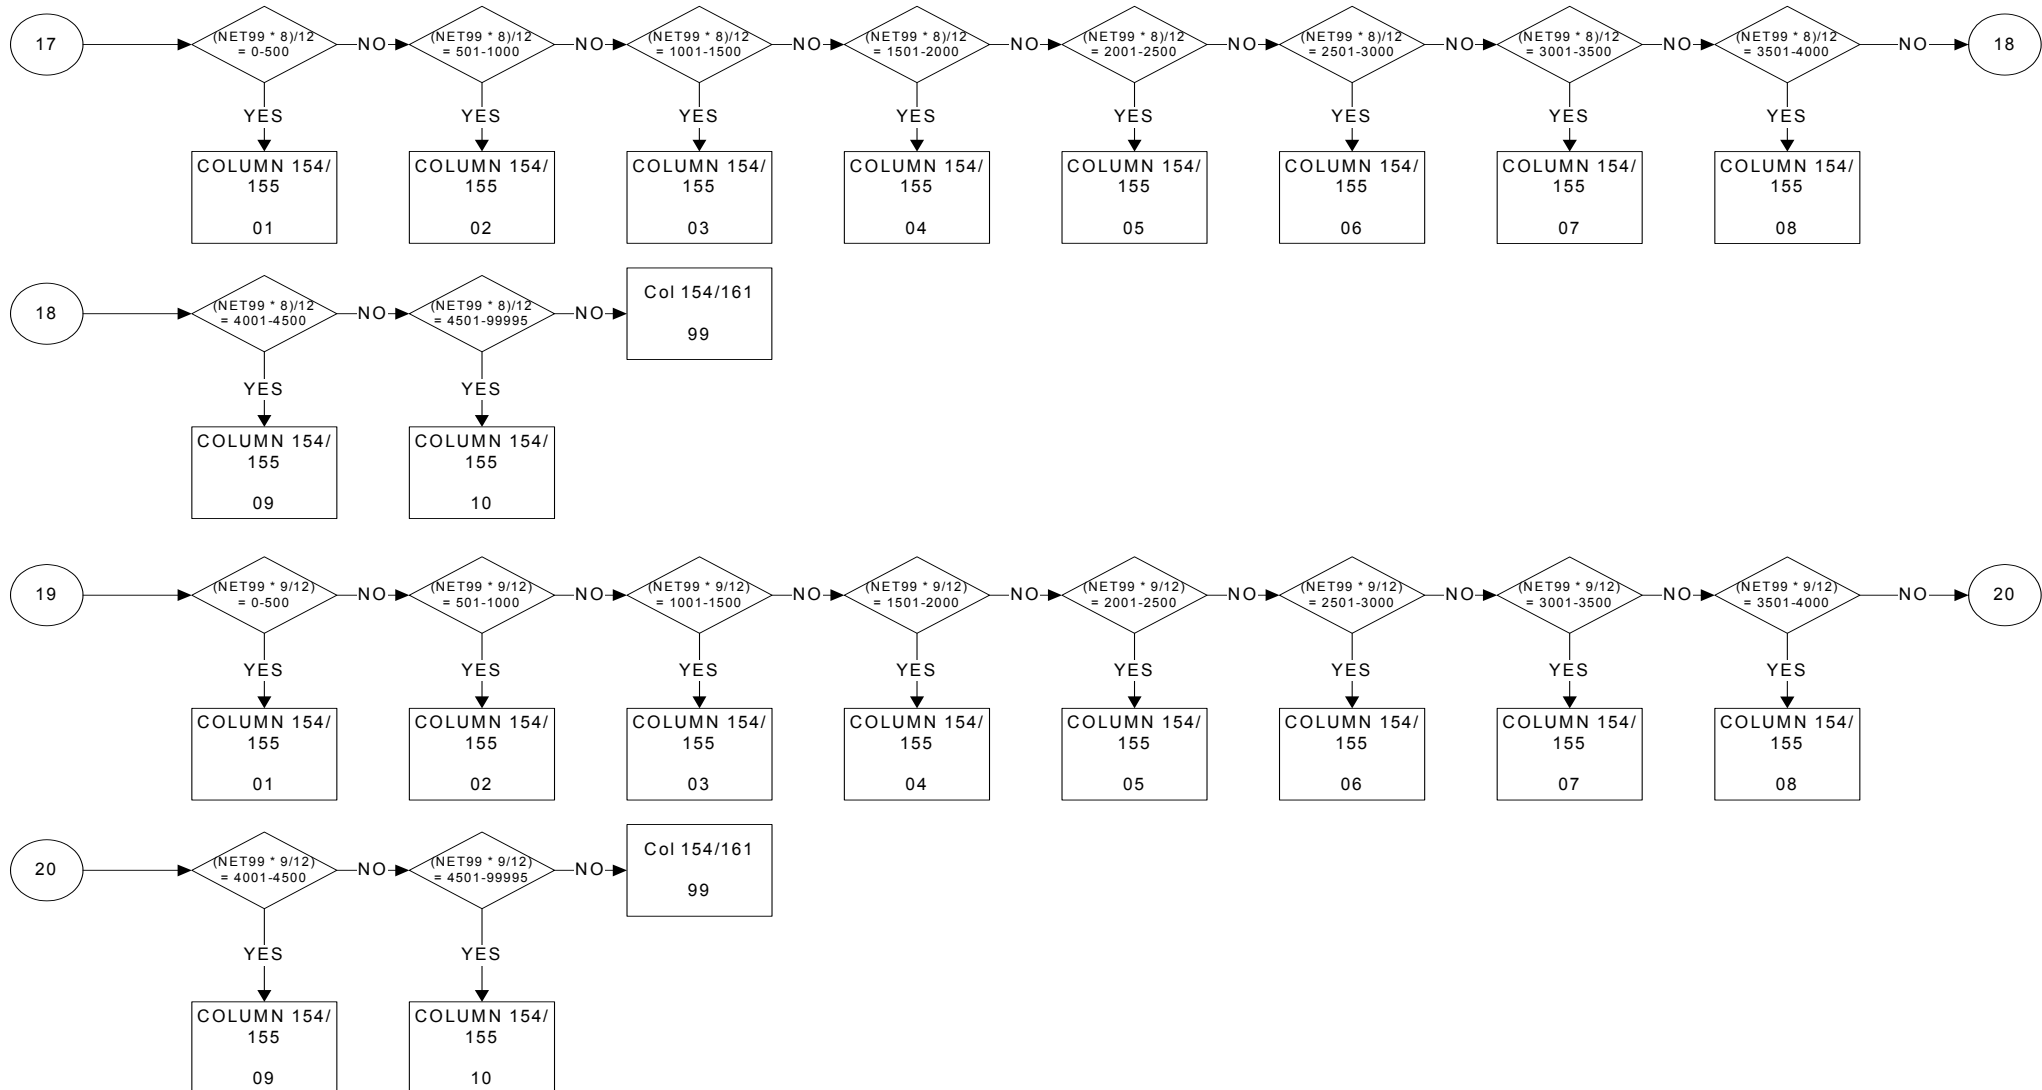 17
(NET99 * 8)/12
= 0-500
NO
(NET99 * 8)/12
= 501-1000
NO
(NET99 * 8)/12
= 1001-1500
NO
(NET99 * 8)/12
= 1501-2000
NO
(NET99 * 8)/12
= 2001-2500
NO
(NET99 * 8)/12
= 2501-3000
NO
(NET99 * 8)/12
= 3001-3500
NO
(NET99 * 8)/12
= 3501-4000
NO
18
YES
YES
YES
YES
YES
YES
YES
YES
COLUMN 154/
155
01
COLUMN 154/
155
02
COLUMN 154/
155
03
COLUMN 154/
155
04
COLUMN 154/
155
05
COLUMN 154/
155
06
COLUMN 154/
155
07
COLUMN 154/
155
08
18
(NET99 * 8)/12
= 4001-4500
NO
(NET99 * 8)/12
= 4501-99995
NO
Col 154/161
99
YES
YES
COLUMN 154/
155
09
COLUMN 154/
155
10
19
(NET99 * 9/12)
= 0-500
NO
(NET99 * 9/12)
= 501-1000
NO
(NET99 * 9/12)
= 1001-1500
NO
(NET99 * 9/12)
= 1501-2000
NO
(NET99 * 9/12)
= 2001-2500
NO
(NET99 * 9/12)
= 2501-3000
NO
(NET99 * 9/12)
= 3001-3500
NO
(NET99 * 9/12)
= 3501-4000
NO
20
YES
YES
YES
YES
YES
YES
YES
YES
COLUMN 154/
155
01
COLUMN 154/
155
02
COLUMN 154/
155
03
COLUMN 154/
155
04
COLUMN 154/
155
05
COLUMN 154/
155
06
COLUMN 154/
155
07
COLUMN 154/
155
08
20
(NET99 * 9/12)
= 4001-4500
NO
(NET99 * 9/12)
= 4501-99995
NO
Col 154/161
99
YES
YES
COLUMN 154/
155
09
COLUMN 154/
155
10